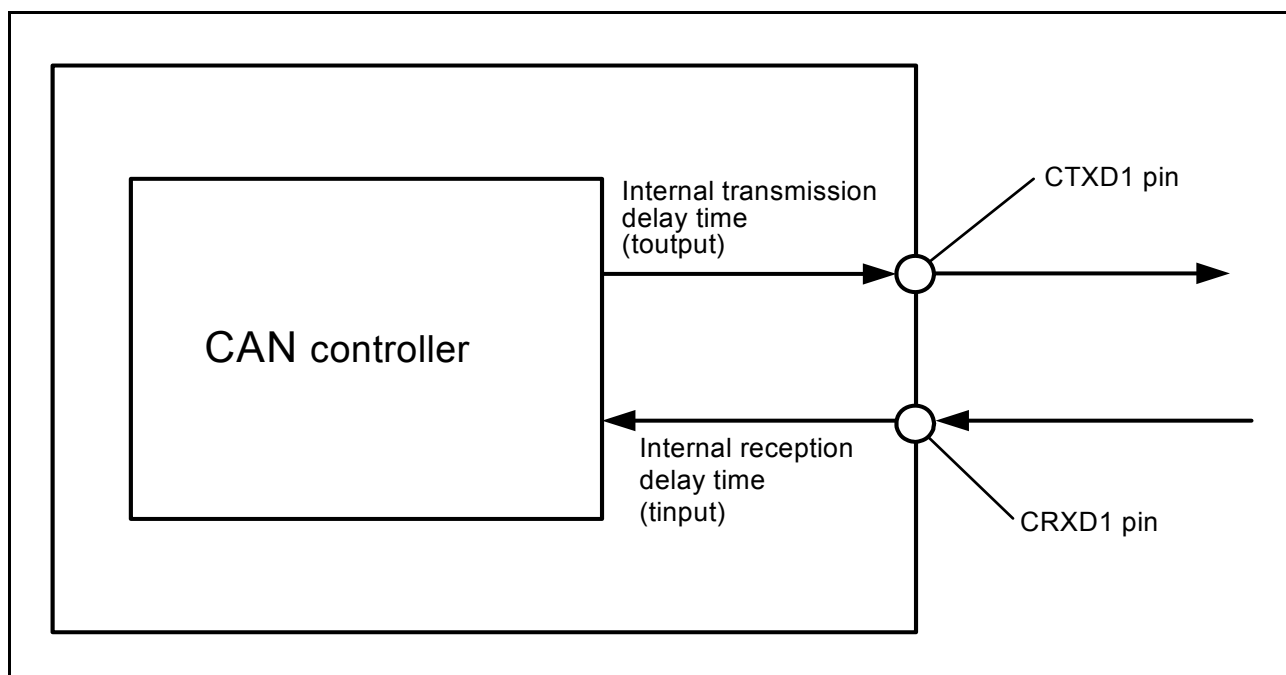 Internal transmission
delay time
(toutput)
CTXD1 pin
CAN controller
Internal reception
delay time
(tinput)
CRXD1 pin